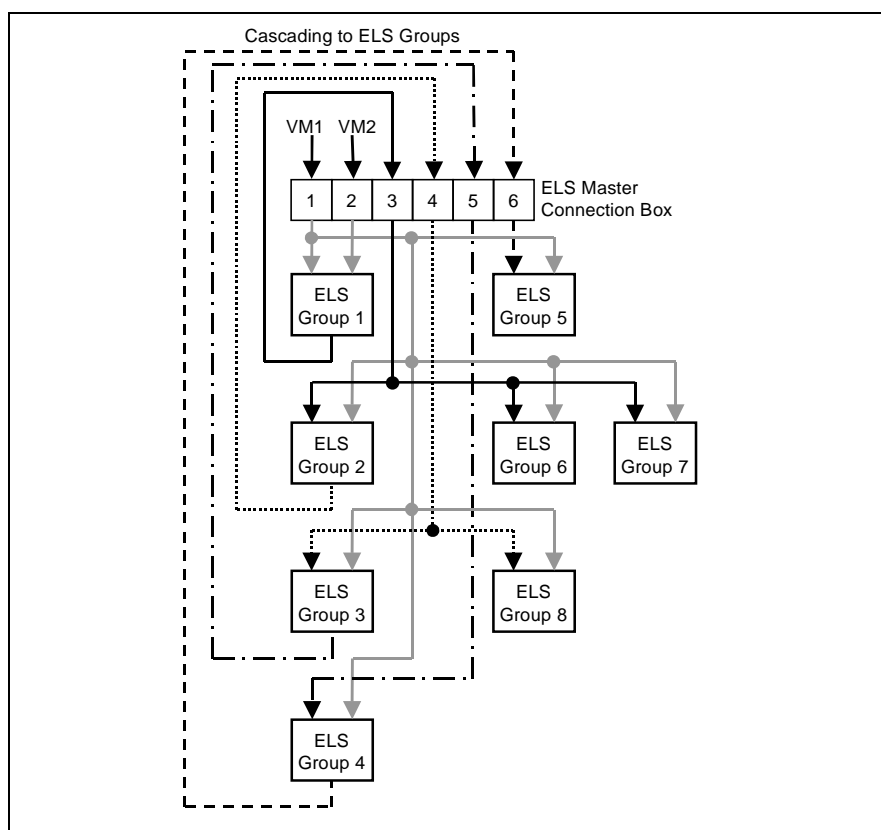 Cascading to ELS Groups
VM1 VM2
1 2 3 4 5 6
ELS Master
Connection Box
ELS
Group 1
ELS
Group 5
ELS
Group 2
ELS
Group 6
ELS
Group 7
ELS
Group 3
ELS
Group 8
ELS
Group 4